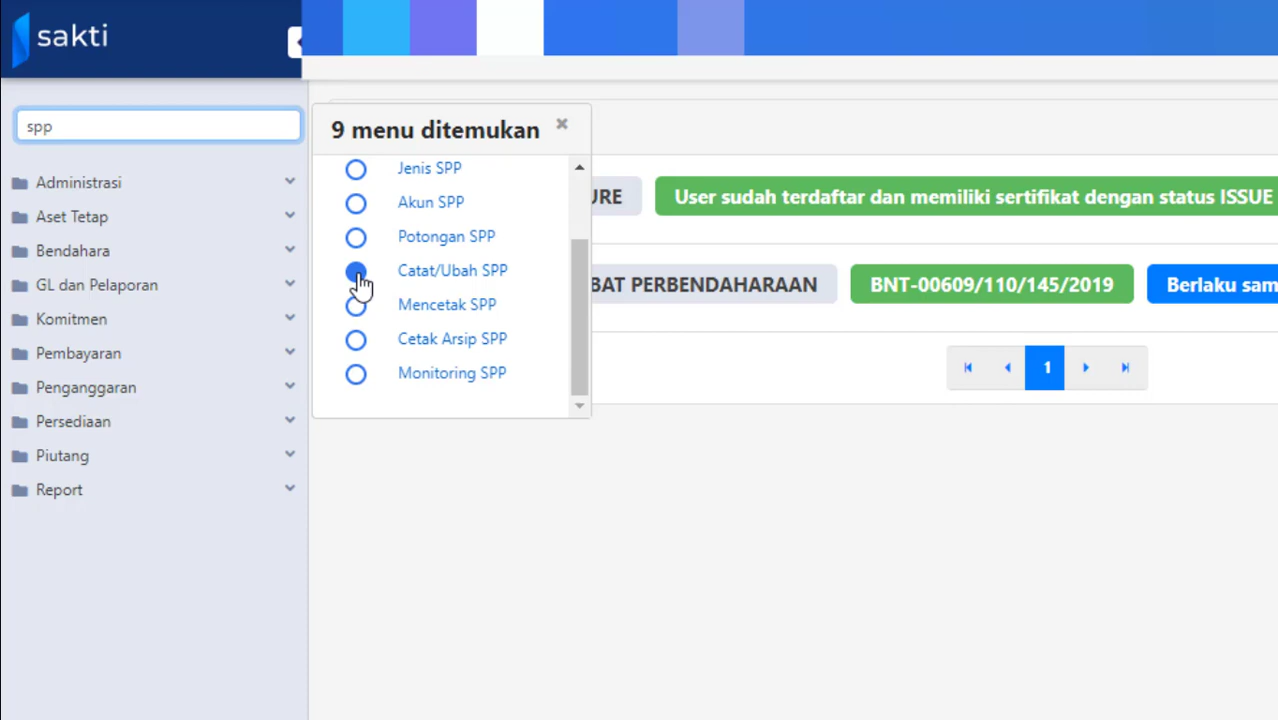 sakti
spp
Administrasi
Aset Tetap
Bendahara
GL dan Pelaporan
Komitmen
Pembayaran
Penganggaran
Persediaan
Piutang
Report
9 menu ditemukan
Jenis SPP
Akun SPP
Potongan SPP
Catat/Ubah SPP
Mencetak SPP
Cetak Arsip SPP
Monitoring SPP
URE
User sudah terdaftar dan memiliki sertifikat dengan status ISSUE
BAT PERBENDAHARAAN
BNT-00609/110/145/2019
Berlaku sam
1